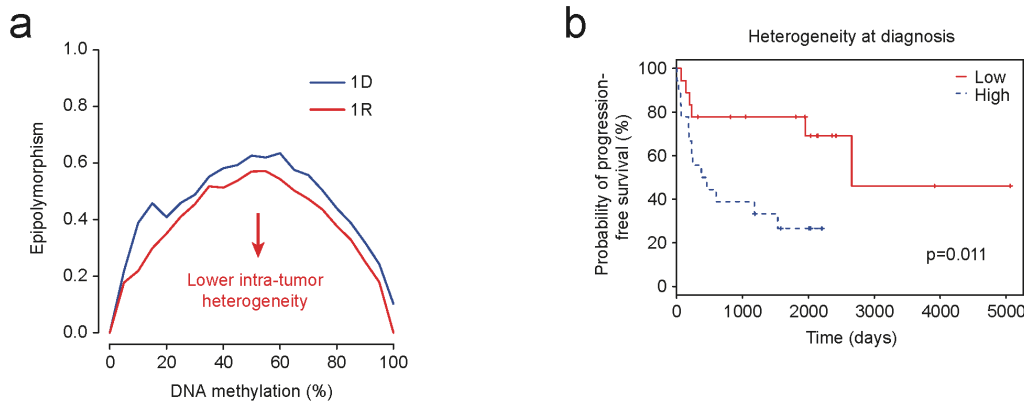 a
1.0
0.8
0.6
0.4
0.2
0.0
Epipolymorphism
1D
1R
Lower intra-tumor
heterogeneity
0
20
40
60
80
100
DNA methylation (%)
b
Heterogeneity at diagnosis
100
80
60
40
20
0
Probability of progression-
free survival (%)
Low
High
p=0.011
0
1000
2000
3000
4000
5000
Time (days)